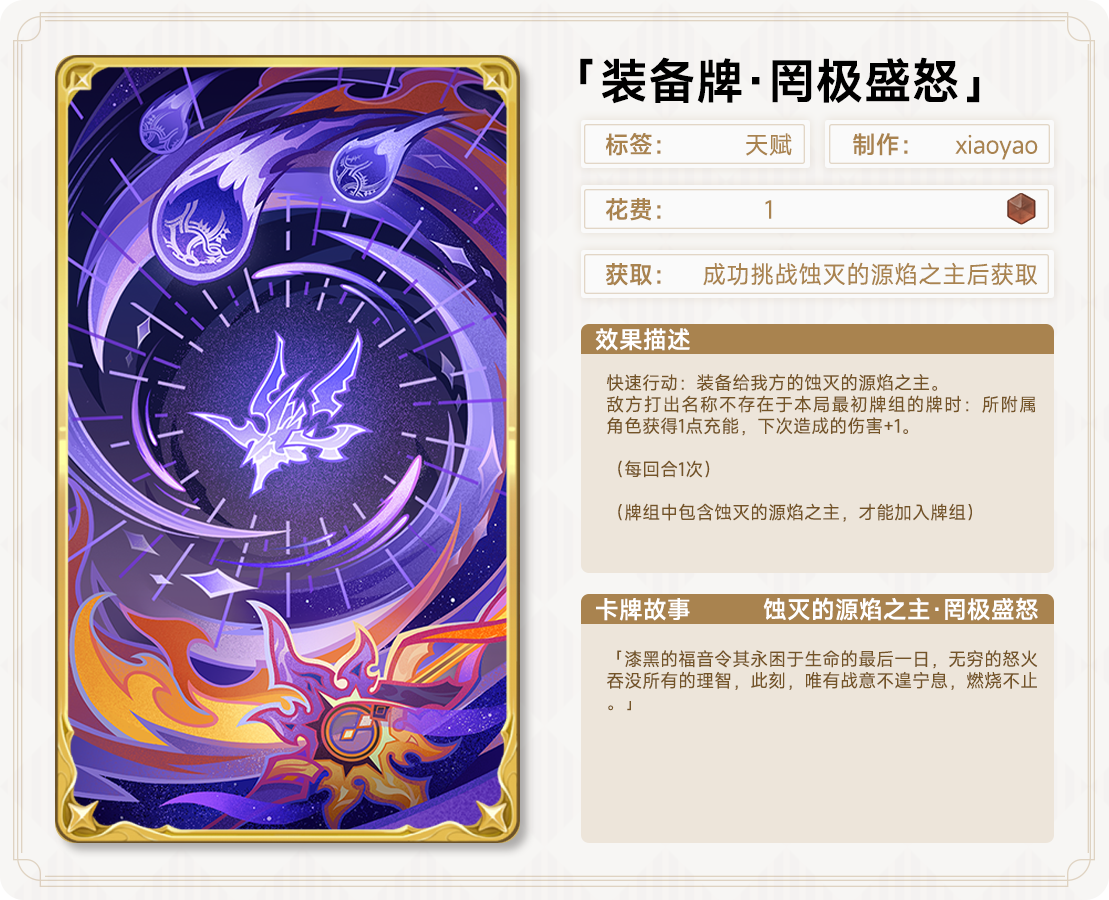 「装备牌·罔极盛怒」
标签： 天赋
制作： xiaoyao
花费： 1
获取： 成功挑战蚀灭的源焰之主后获取
效果描述
快速行动：装备给我方的蚀灭的源焰之主。
敌方打出名称不存在于本局最初牌组的牌时：所附属
角色获得1点充能，下次造成的伤害+1。
（每回合1次）
（牌组中包含蚀灭的源焰之主，才能加入牌组）
卡牌故事 蚀灭的源焰之主·罔极盛怒
「漆黑的福音令其永困于生命的最后一日，无穷的怒火
吞没所有的理智，此刻，唯有战意不遑宁息，燃烧不止
。」